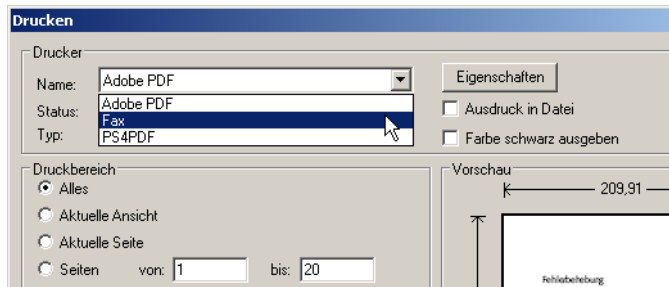 Drucken
Drucker
Name: Adobe PDF Eigenschaften
Status: Adobe PDF Ausdruck in Datei
Fax
Typ: PS4PDF Farbe schwarz ausgeben
Druckbereich Vorschau
Alles 209,91
Aktuelle Ansicht
Aktuelle Seite
Seiten von: 1 bis: 20
Fehlerbehebung